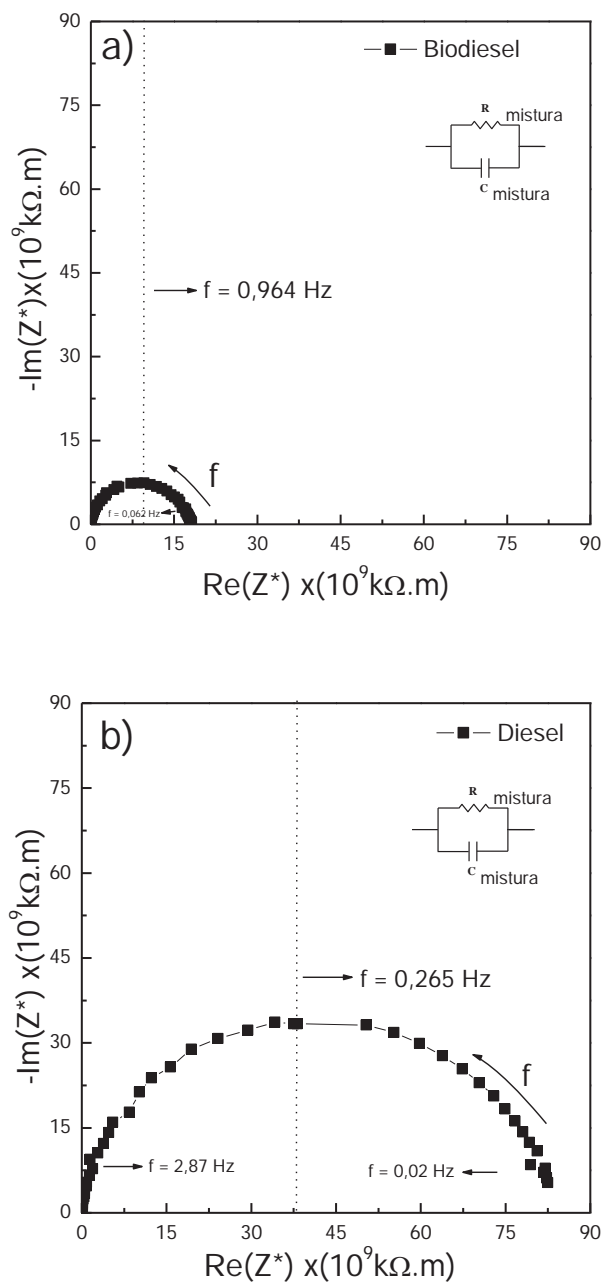 a)
Biodiesel
R
mistura
C
mistura
90
75
60
45
30
15
0
-Im(Z*)x(10⁹kΩ.m)
f = 0,964 Hz
f
f = 0,062 Hz
0 15 30 45 60 75 90
Re(Z*) x(10⁹kΩ.m)
b)
Diesel
R
mistura
C
mistura
90
75
60
45
30
15
0
-Im(Z*) x(10⁹kΩ.m)
f = 0,265 Hz
f
f = 2,87 Hz
f = 0,02 Hz
0 15 30 45 60 75 90
Re(Z*) x(10⁹kΩ.m)